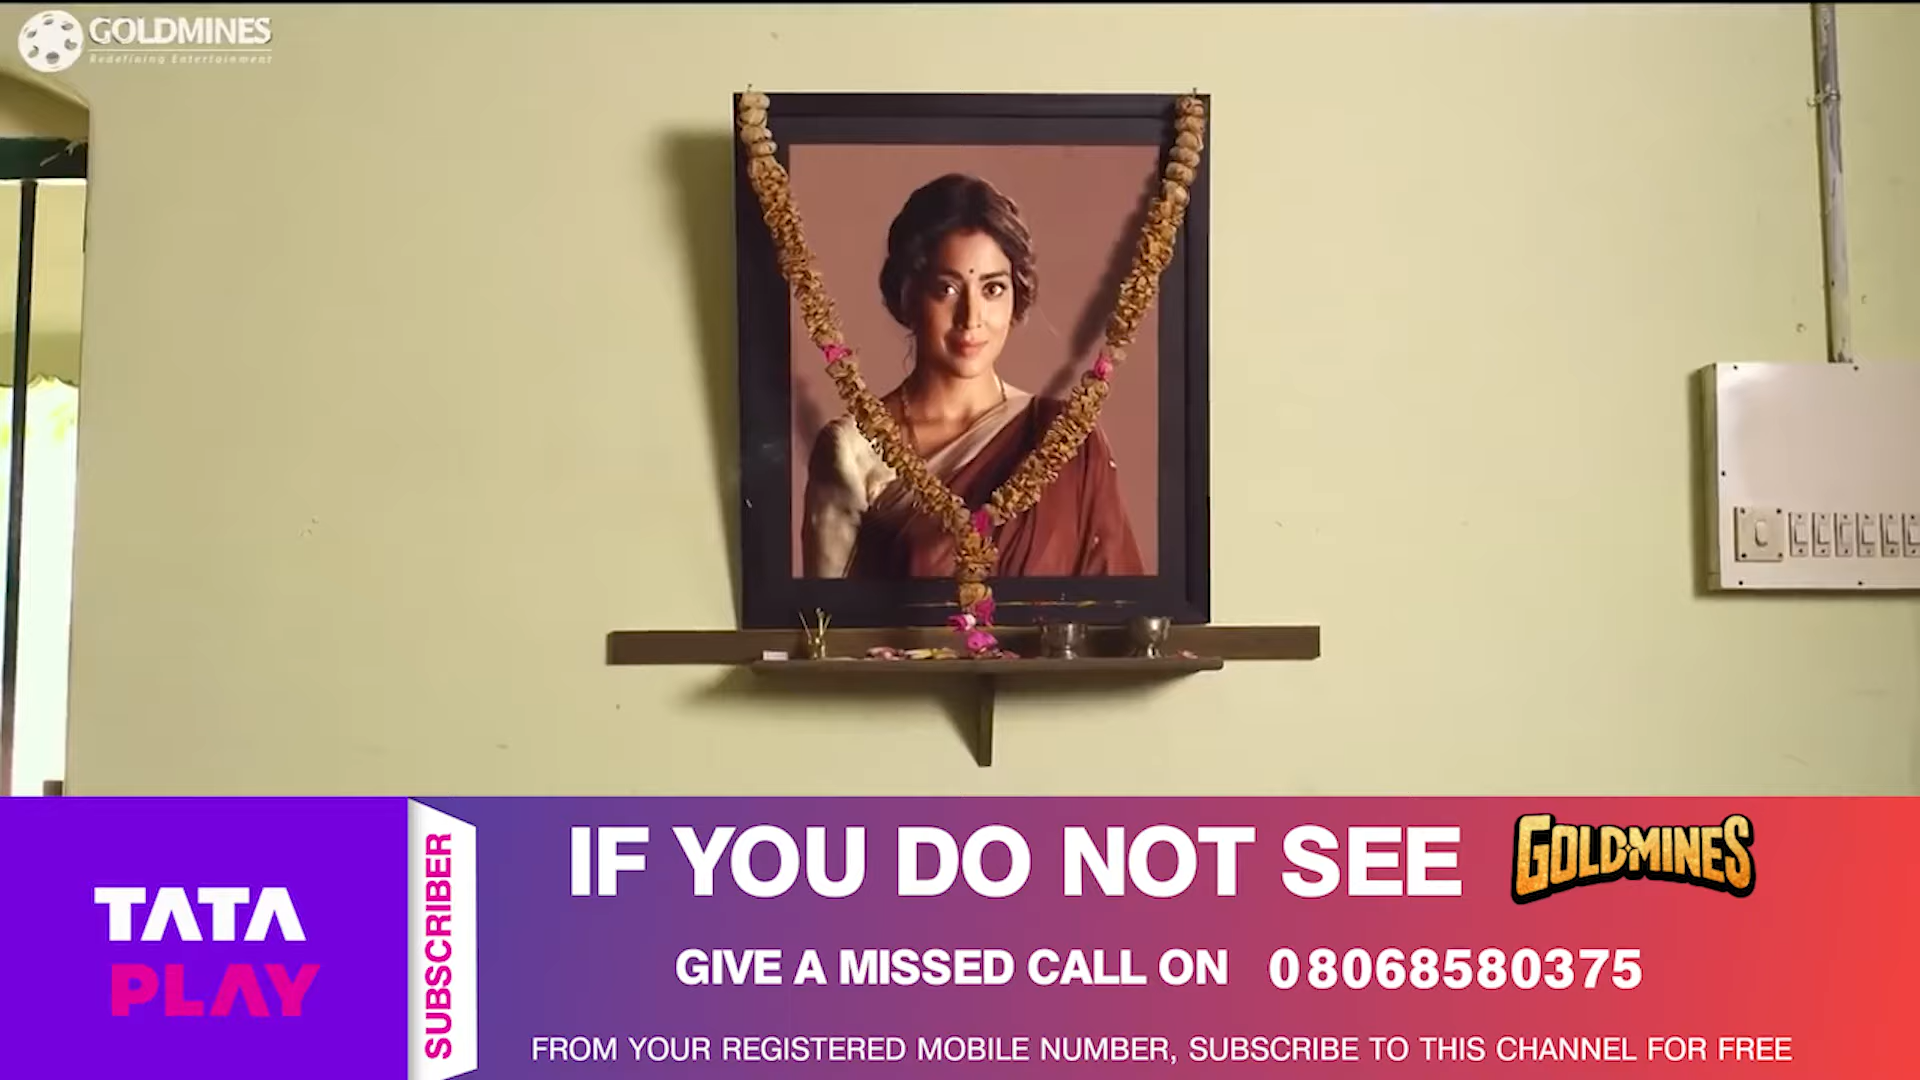 GOLDMINES
Redefining Entertainment
TATA
PLAY
SUBSCRIBER
IF YOU DO NOT SEE GOLDMINES
GIVE A MISSED CALL ON 08068580375
FROM YOUR REGISTERED MOBILE NUMBER, SUBSCRIBE TO THIS CHANNEL FOR FREE